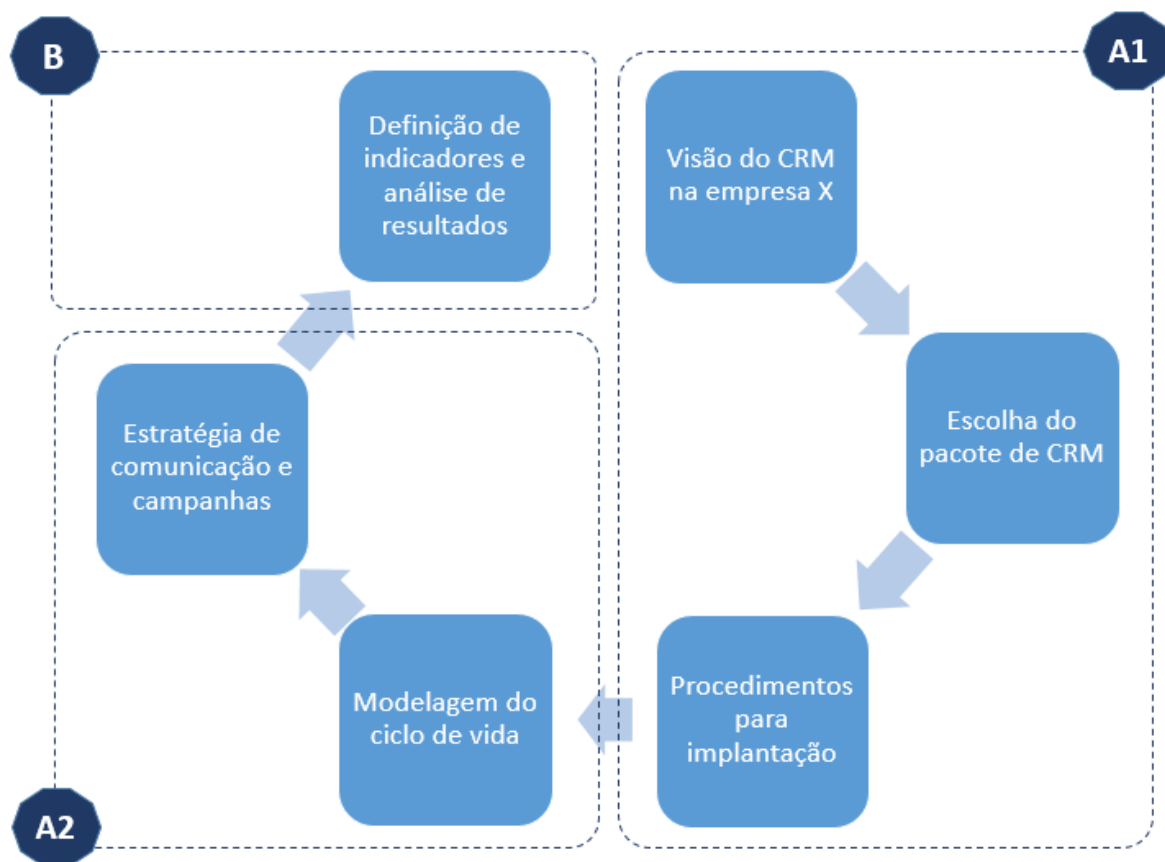 B
A1
Definição de
indicadores e
análise de
resultados
Visão do CRM
na empresa X
Escolha do
pacote de CRM
Estratégia de
comunicação e
campanhas
Procedimentos
para
implantação
Modelagem do
ciclo de vida
A2